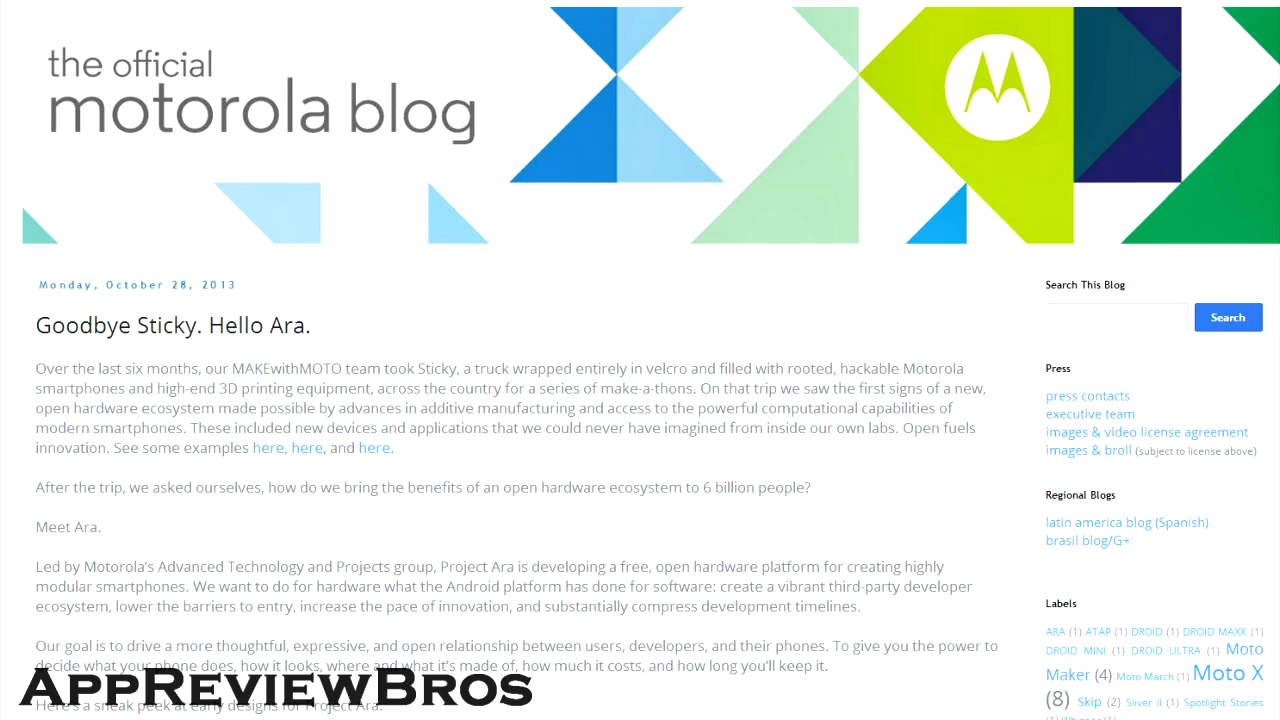 the official
motorola blog
Monday, October 28, 2013
Goodbye Sticky. Hello Ara.
Over the last six months, our MAKEwithMOTO team took Sticky, a truck wrapped entirely in velcro and filled with rooted, hackable Motorola
smartphones and high-end 3D printing equipment, across the country for a series of make-a-thons. On that trip we saw the first signs of a new,
open hardware ecosystem made possible by advances in additive manufacturing and access to the powerful computational capabilities of
modern smartphones. These included new devices and applications that we could never have imagined from inside our own labs. Open fuels
innovation. See some examples here, here, and here.
After the trip, we asked ourselves, how do we bring the benefits of an open hardware ecosystem to 6 billion people?
Meet Ara.
Led by Motorola's Advanced Technology and Projects group, Project Ara is developing a free, open hardware platform for creating highly
modular smartphones. We want to do for hardware what the Android platform has done for software: create a vibrant third-party developer
ecosystem, lower the barriers to entry, increase the pace of innovation, and substantially compress development timelines.
Our goal is to drive a more thoughtful, expressive, and open relationship between users, developers, and their phones. To give you the power to
decide what your phone does, how it looks, where and what it's made of, how much it costs, and how long you'll keep it.
Here's a sneak peek at early designs for Project Ara.
AppReviewBros
Search This Blog
Search
Press
press contacts
executive team
images & video license agreement
images & broll (subject to license above)
Regional Blogs
latin america blog (Spanish)
brasil blog/G+
Labels
ARA (1) ATAP (1) DROID (1) DROID MAXX (1)
DROID MINI (1) DROID ULTRA (1) Moto
Maker (4) Moto Match (1) Moto X
(8) Skip (2) Sliver II (1) Spotlight Stories